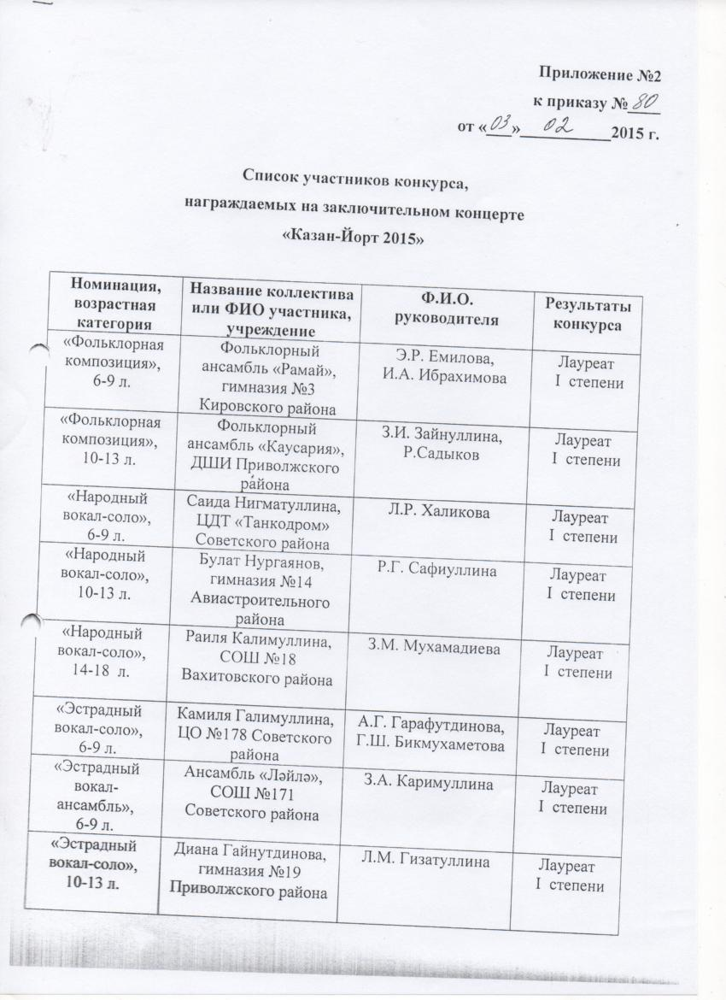 Приложение №2
к приказу № 80
от «03» 02 2015 г.
Список участников конкурса,
награждаемых на заключительном концерте
«Казан-Йорт 2015»
Номинация,
возрастная
категория
Название коллектива
или ФИО участника,
учреждение
Ф.И.О.
руководителя
Результаты
конкурса
«Фольклорная
композиция»,
6-9 л.
Фольклорный
ансамбль «Рамай»,
гимназия №3
Кировского района
Э.Р. Емилова,
И.А. Ибрахимова
Лауреат
I степени
«Фольклорная
композиция»,
10-13 л.
Фольклорный
ансамбль «Каусария»,
ДШИ Приволжского
района
З.И. Зайнуллина,
Р.Садыков
Лауреат
I степени
«Народный
вокал-соло»,
6-9 л.
Саида Нигматуллина,
ЦДТ «Танкодром»
Советского района
Л.Р. Халикова
Лауреат
I степени
«Народный
вокал-соло»,
10-13 л.
Булат Нургаянов,
гимназия №14
Авиастроительного
района
Р.Г. Сафиуллина
Лауреат
I степени
«Народный
вокал-соло»,
14-18 л.
Раиля Калимуллина,
СОШ №18
Вахитовского района
З.М. Мухамадиева
Лауреат
I степени
«Эстрадный
вокал-соло»,
6-9 л.
Камиля Галимуллина,
ЦО №178 Советского
района
А.Г. Гарафутдинова,
Г.Ш. Бикмухаметова
Лауреат
I степени
«Эстрадный
вокал-
ансамбль»,
6-9 л.
Ансамбль «Ләйлә»,
СОШ №171
Советского района
З.А. Каримуллина
Лауреат
I степени
«Эстрадный
вокал-соло»,
10-13 л.
Диана Гайнутдинова,
гимназия №19
Приволжского района
Л.М. Гизатуллина
Лауреат
I степени